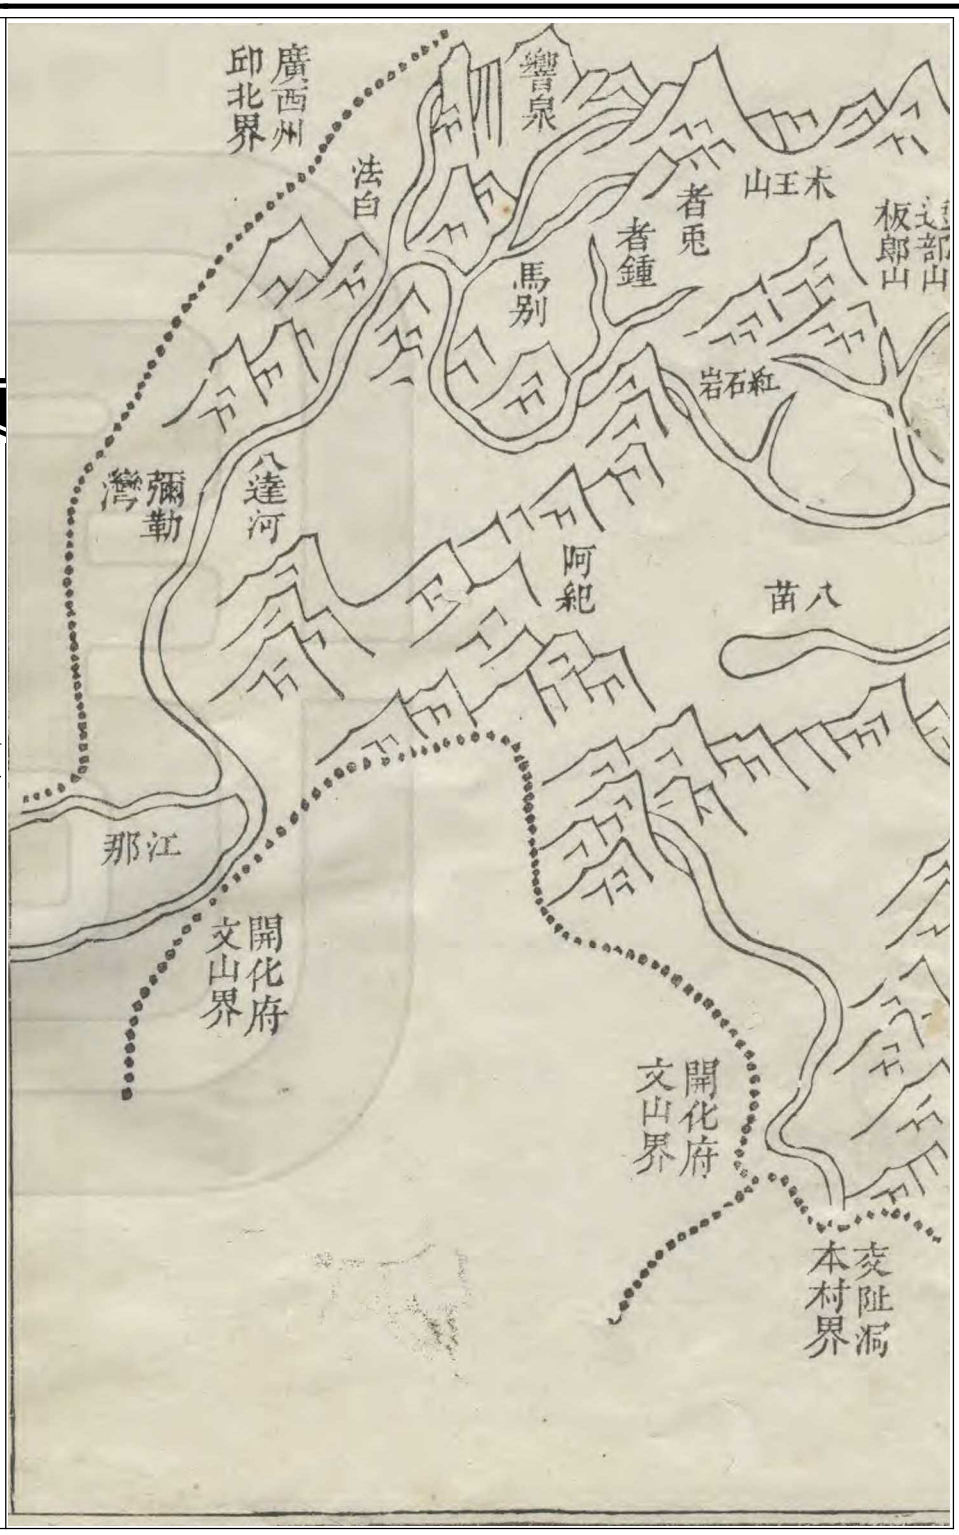 響泉
廣西州
邱北界
法白
木王山
者兎
板郎山
者鍾
馬別
紅石岩
八達河
彌勒
灣
阿紀
八苗
那江
開化府
文山界
開化府
文山界
交阯洞
本村界